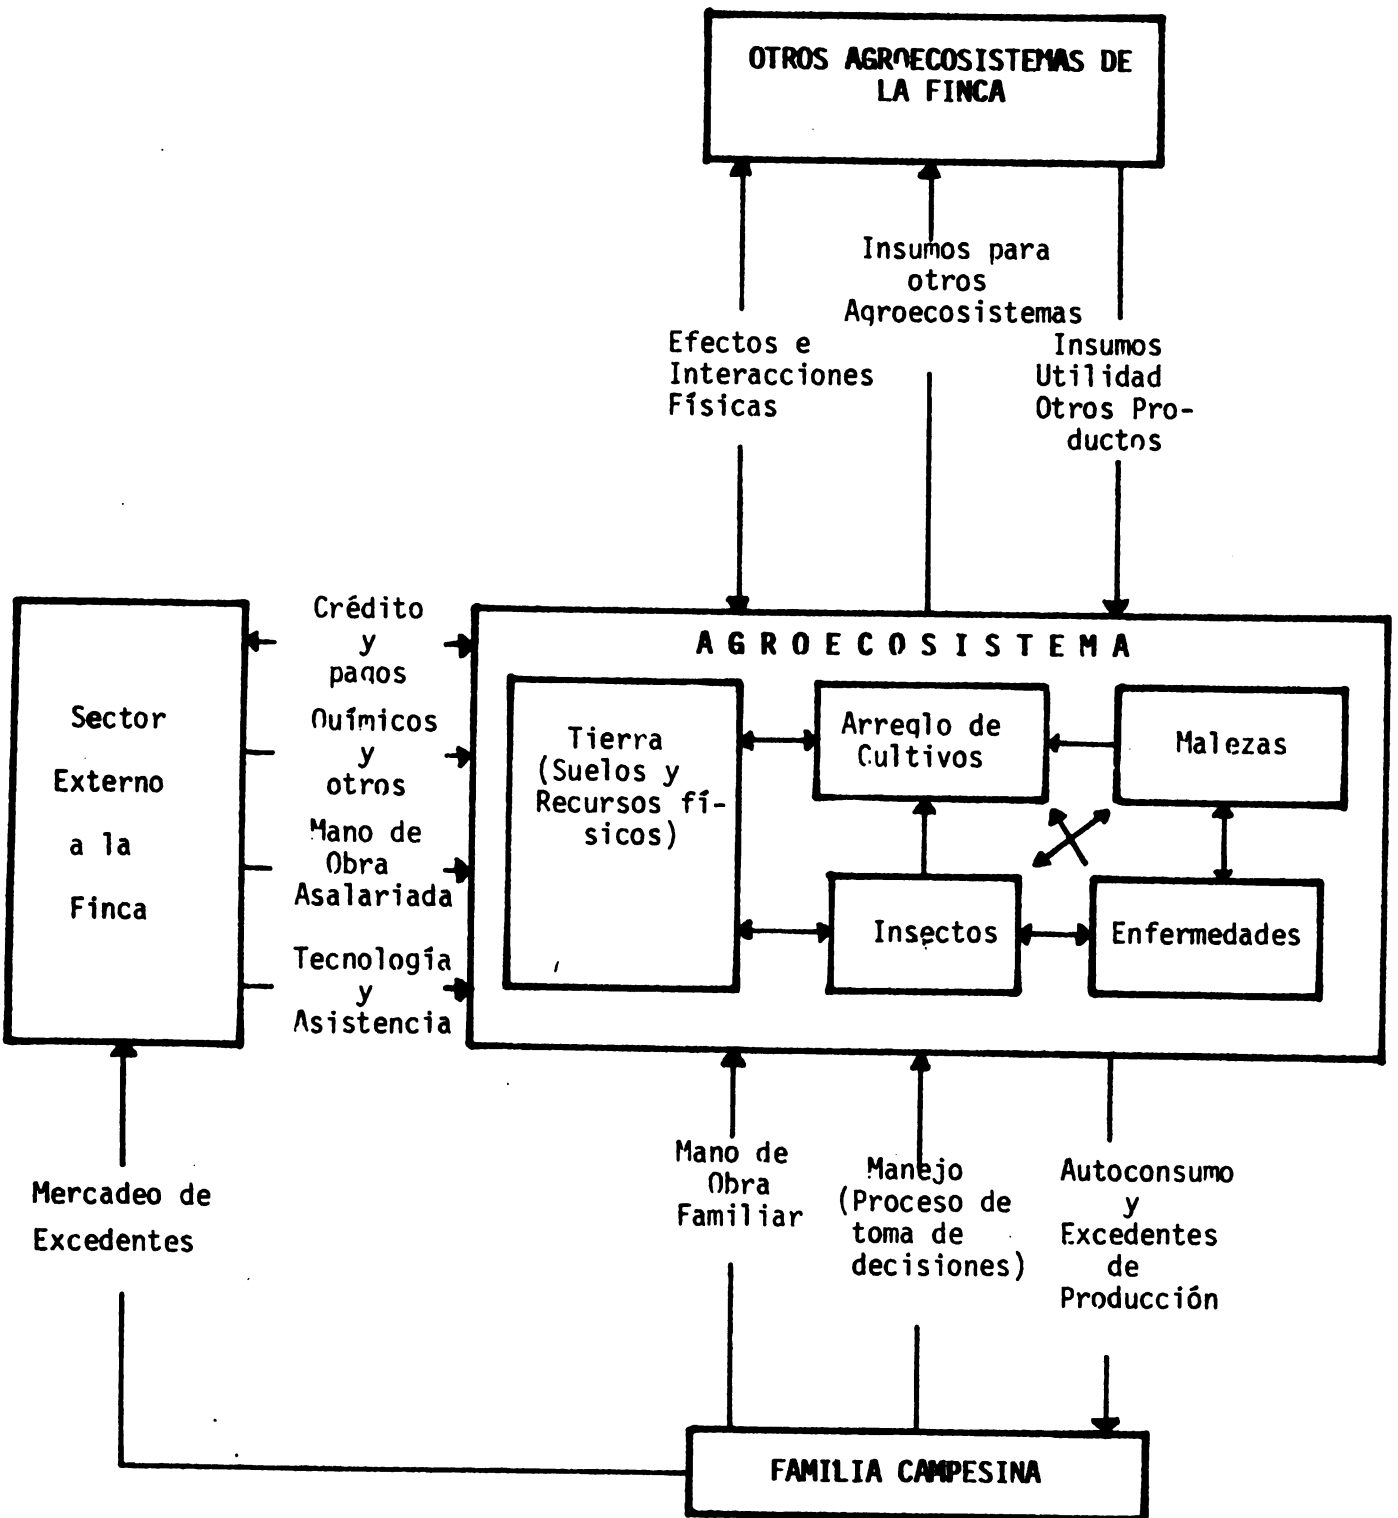 OTROS AGROECOSISTEMAS DE
LA FINCA
Insumos para
otros
Agroecosistemas
Efectos e
Interacciones
Físicas
Insumos
Utilidad
Otros Pro-
ductos
Sector
Externo
a la
Finca
Crédito
y
pagos
Químicos
y
otros
Mano de
Obra
Asalariada
Tecnología
y
Asistencia
AGROECOSISTEMA
Tierra
(Suelos y
Recursos fí-
sicos)
Arreglo de
Cultivos
Malezas
Insectos
Enfermedades
Mercadeo de
Excedentes
Mano de
Obra
Familiar
Manejo
(Proceso de
toma de
decisiones)
Autoconsumo
y
Excedentes
de
Producción
FAMILIA CAMPESINA